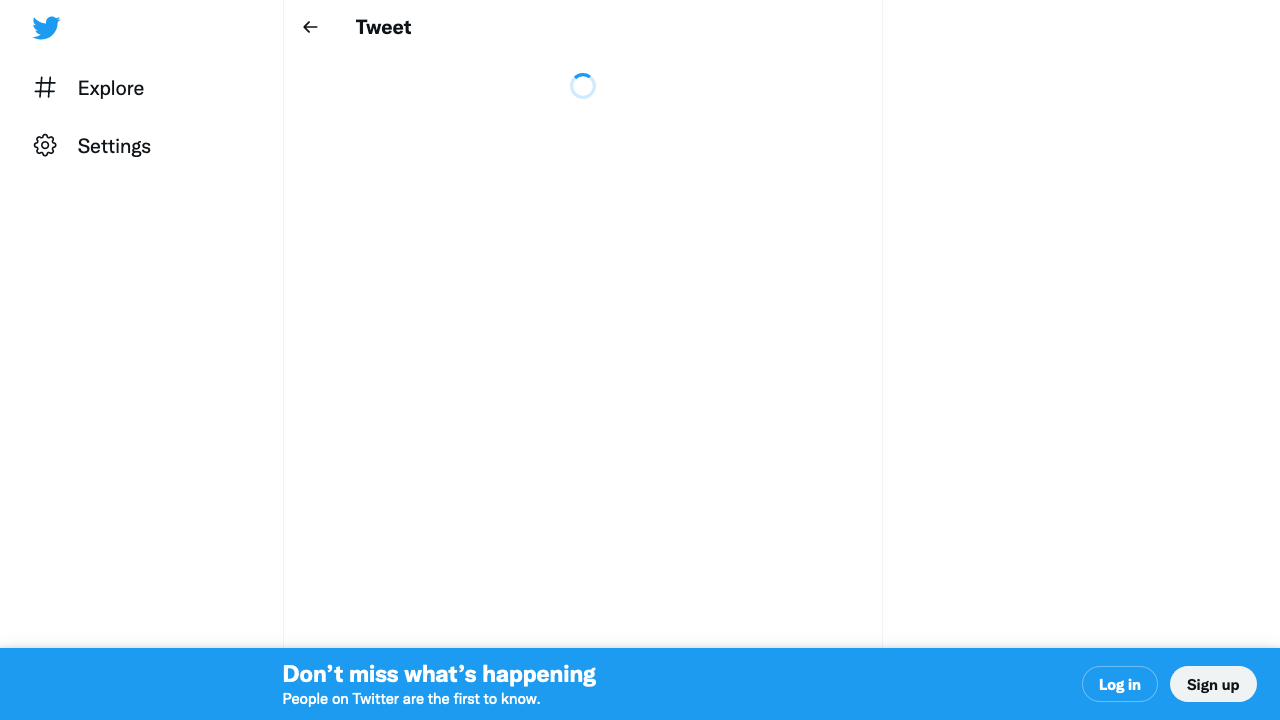 Tweet
Explore
Settings
Don’t miss what’s happening
People on Twitter are the first to know.
Log in
Sign up